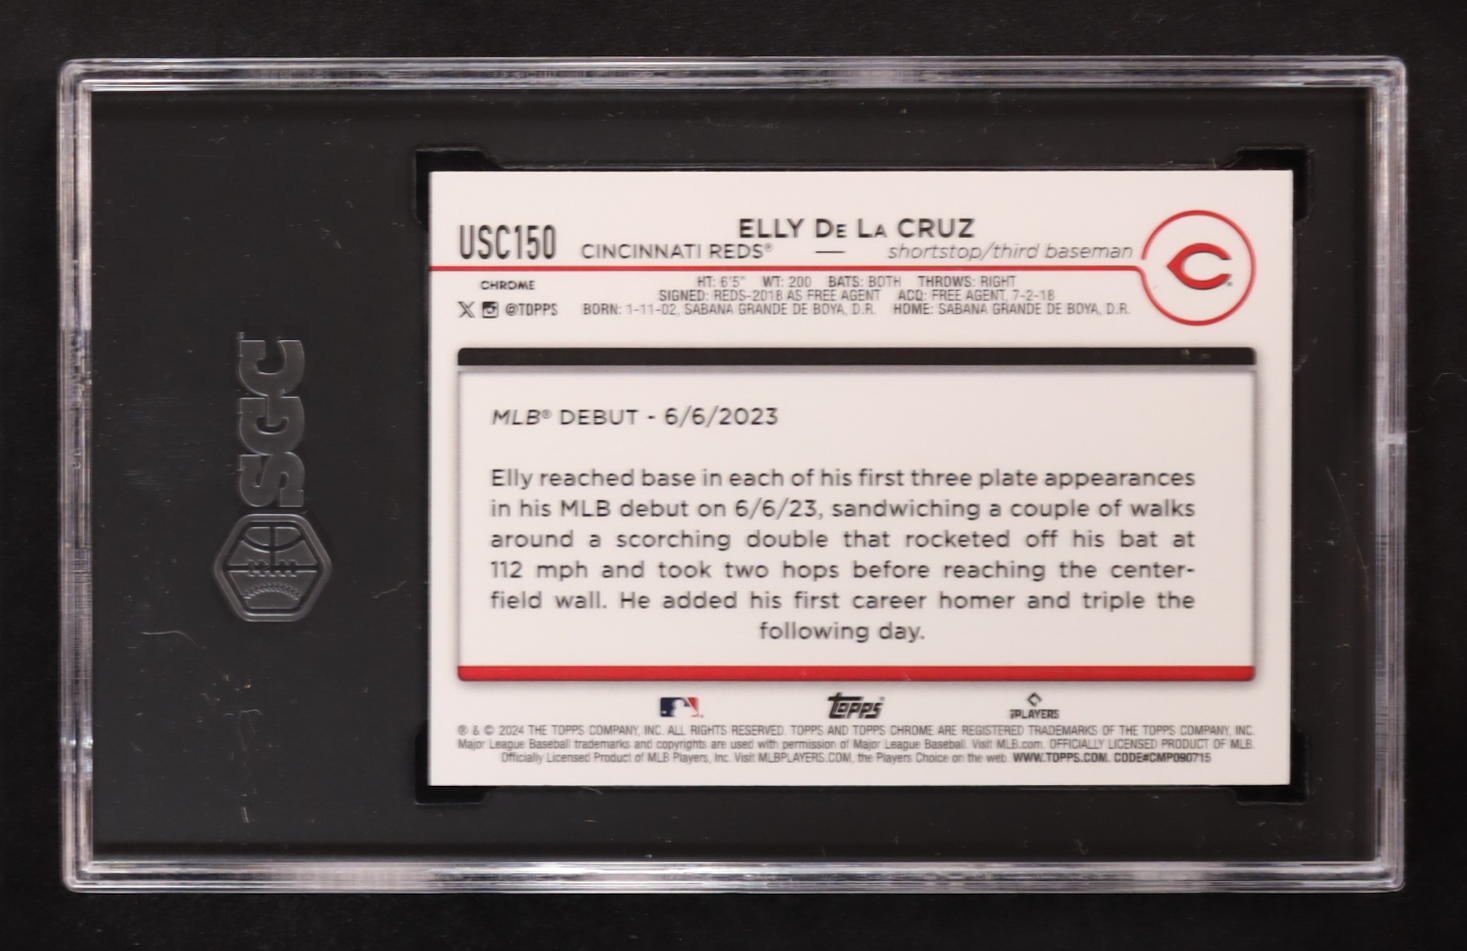 SGC
USC150
ELLY DE LA CRUZ
CINCINNATI REDS® — shortstop/third baseman
C
CHROME
@TOPPS
HT: 6'5" WT: 200 BATS: BOTH THROWS: RIGHT
SIGNED: REDS-2018 AS FREE AGENT ACQ: FREE AGENT, 7-2-18
BORN: 1-11-02, SABANA GRANDE DE BOYA, D.R. HOME: SABANA GRANDE DE BOYA, D.R.
MLB® DEBUT - 6/6/2023
Elly reached base in each of his first three plate appearances
in his MLB debut on 6/6/23, sandwiching a couple of walks
around a scorching double that rocketed off his bat at
112 mph and took two hops before reaching the center-
field wall. He added his first career homer and triple the
following day.
Topps
PLAYERS
® & © 2024 THE TOPPS COMPANY, INC. ALL RIGHTS RESERVED. TOPPS AND TOPPS CHROME ARE REGISTERED TRADEMARKS OF THE TOPPS COMPANY, INC.
Major League Baseball trademarks and copyrights are used with permission of Major League Baseball. Visit MLB.com. OFFICIALLY LICENSED PRODUCT OF MLB.
Officially Licensed Product of MLB Players, Inc. Visit MLBPLAYERS.COM, the Players Choice on the web. WWW.TOPPS.COM. CODE#CMP090715